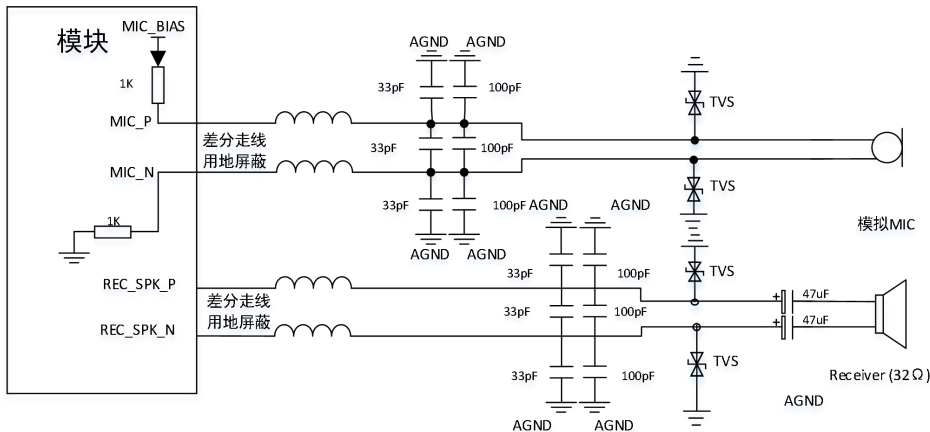 模块
MIC_BIAS
1K
MIC_P
MIC_N
1K
REC_SPK_P
REC_SPK_N
差分走线
用地屏蔽
差分走线
用地屏蔽
AGND
AGND
33pF
100pF
33pF
100pF
33pF
100pF
AGND
AGND
AGND
AGND
33pF
100pF
33pF
100pF
33pF
100pF
AGND
AGND
TVS
TVS
TVS
TVS
模拟MIC
+
47uF
+
47uF
Receiver (32Ω)
AGND